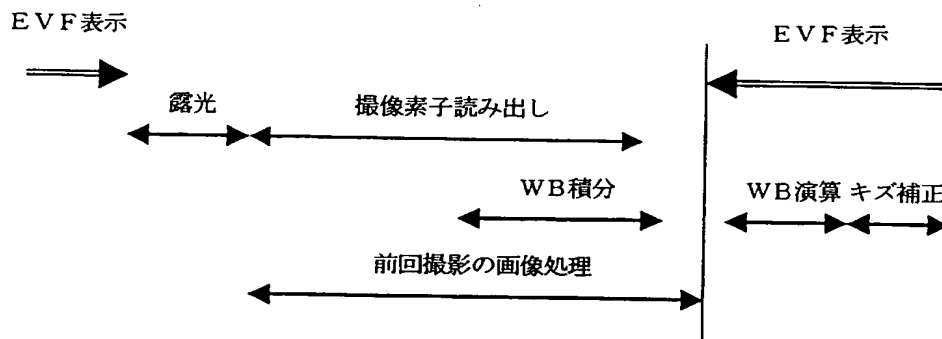 ＥＶＦ表示
ＥＶＦ表示
露光
撮像素子読み出し
ＷＢ積分
ＷＢ演算 キズ補正
前回撮影の画像処理